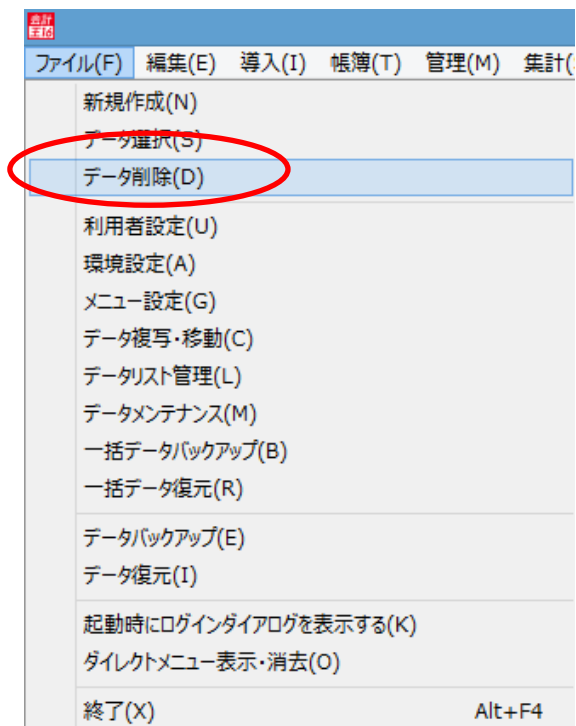 会計
王16
ファイル(F) 編集(E) 導入(I) 帳簿(T) 管理(M) 集計(
新規作成(N)
データ選択(S)
データ削除(D)
利用者設定(U)
環境設定(A)
メニュー設定(G)
データ複写・移動(C)
データリスト管理(L)
データメンテナンス(M)
一括データバックアップ(B)
一括データ復元(R)
データバックアップ(E)
データ復元(I)
起動時にログインダイアログを表示する(K)
ダイレクトメニュー表示・消去(O)
終了(X) Alt+F4